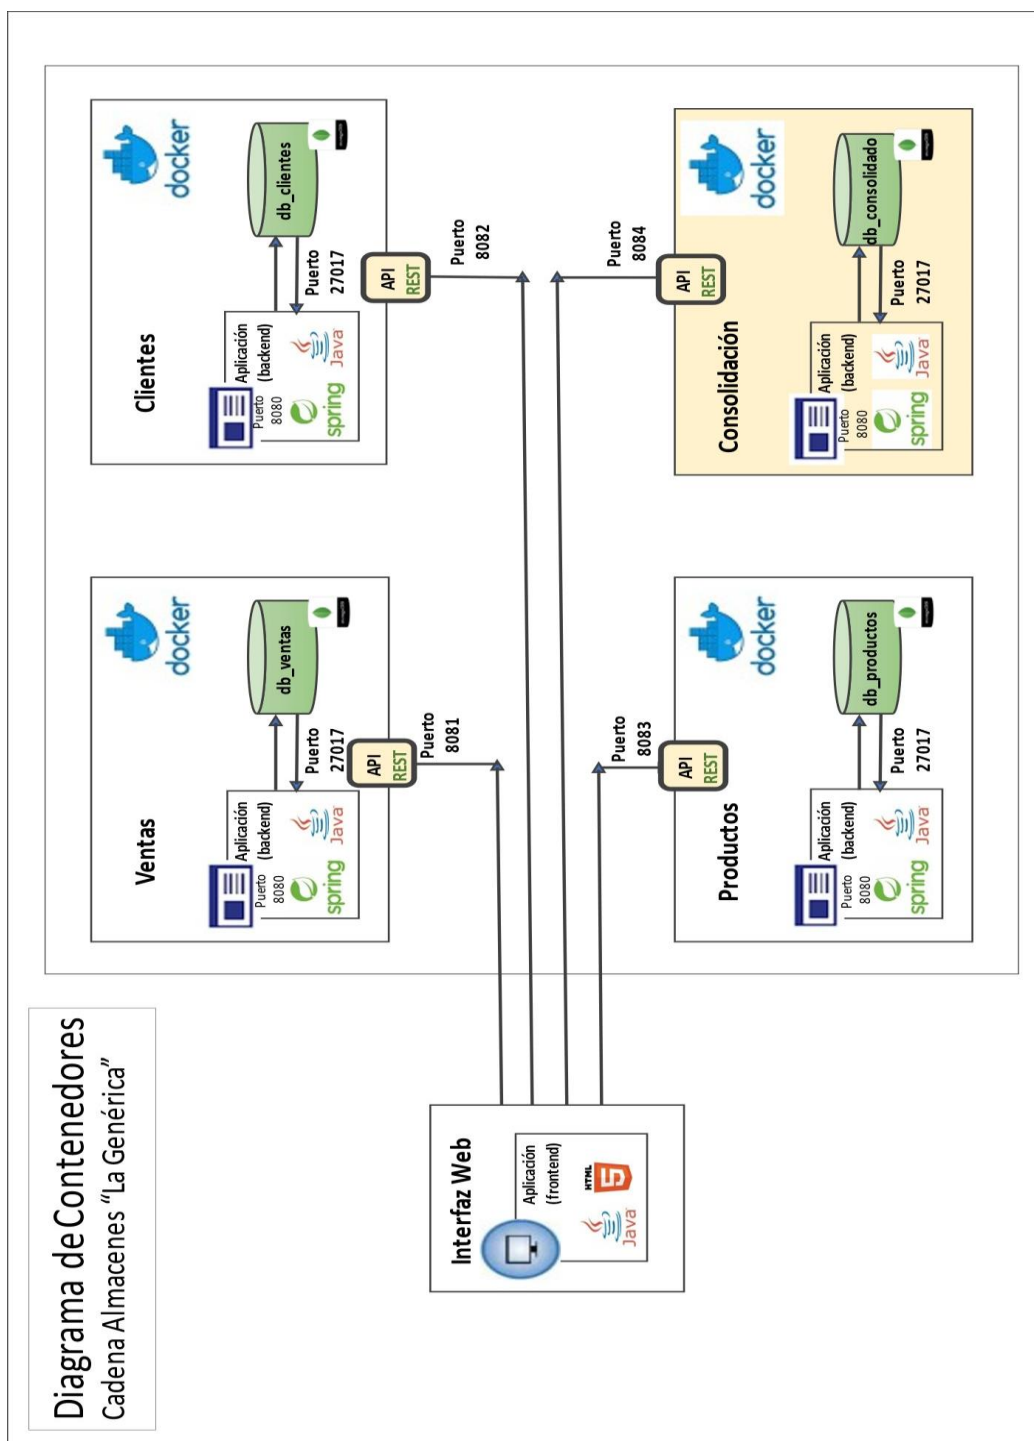 Diagrama de Contenedores
Cadena Almacenes “La Genérica”
Interfaz Web
Aplicación
(frontend)
Java
HTML
5
Ventas
docker
Aplicación
(backend)
Puerto
8080
spring
Java
Puerto
27017
db_ventas
API
REST
Puerto
8081
Clientes
docker
Aplicación
(backend)
Puerto
8080
spring
Java
Puerto
27017
db_clientes
API
REST
Puerto
8082
Productos
docker
Aplicación
(backend)
Puerto
8080
spring
Java
Puerto
27017
db_productos
API
REST
Puerto
8083
Consolidación
docker
Aplicación
(backend)
Puerto
8080
spring
Java
Puerto
27017
db_consolidado
API
REST
Puerto
8084